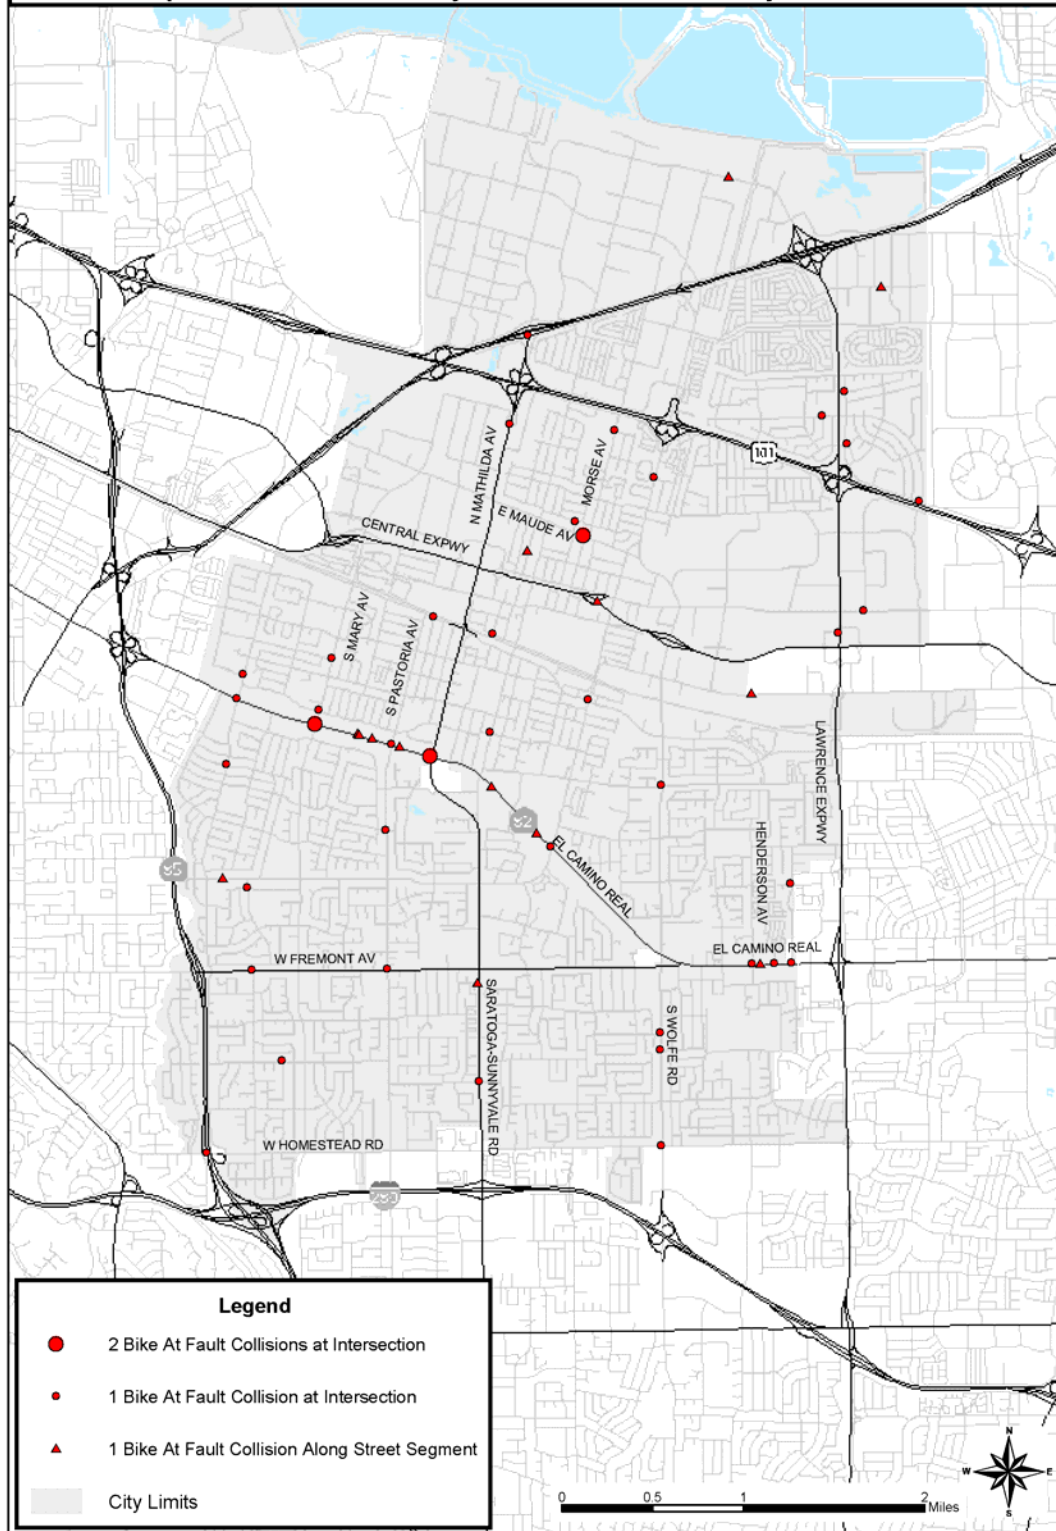 101
N MATHILDA AV
MORSE AV
E MAUDE AV
CENTRAL EXPWY
S MARY AV
S PASTORIA AV
LAWRENCE EXPWY
82
EL CAMINO REAL
HENDERSON AV
85
EL CAMINO REAL
W FREMONT AV
SARATOGA-SUNNYVALE RD
S WOLFE RD
W HOMESTEAD RD
280
Legend
2 Bike At Fault Collisions at Intersection
1 Bike At Fault Collision at Intersection
1 Bike At Fault Collision Along Street Segment
City Limits
0 0.5 1 2
Miles
N
W E
S